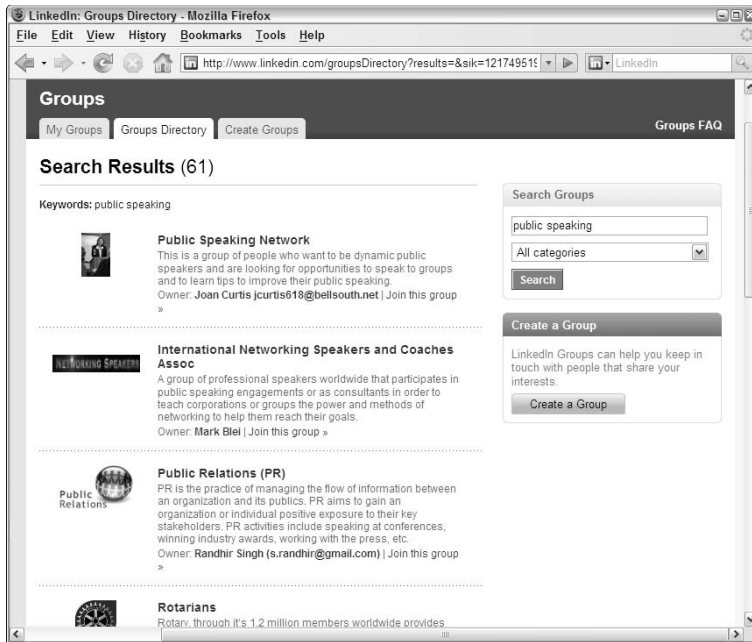 LinkedIn: Groups Directory - Mozilla Firefox
File Edit View History Bookmarks Tools Help
http://www.linkedin.com/groupsDirectory?results=&sik=121749519
LinkedIn
Groups
My Groups Groups Directory Create Groups
Groups FAQ
Search Results (61)
Keywords: public speaking
Public Speaking Network
This is a group of people who want to be dynamic public
speakers and are looking for opportunities to speak to groups
and to learn tips to improve their public speaking.
Owner: Joan Curtis jcurtis618@bellsouth.net | Join this group
»
NETWORKING SPEAKERS
International Networking Speakers and Coaches
Assoc
A group of professional speakers worldwide that participates in
public speaking engagements or as consultants in order to
teach corporations or groups the power and methods of
networking to help them reach their goals.
Owner: Mark Blei | Join this group »
Public
Relations
Public Relations (PR)
PR is the practice of managing the flow of information between
an organization and its publics. PR aims to gain an
organization or individual positive exposure to their key
stakeholders. PR activities include speaking at conferences,
winning industry awards, working with the press, etc.
Owner: Randhir Singh (s.randhir@gmail.com) | Join this group
»
Rotarians
Rotary, through it's 1.2 million members worldwide provides
Search Groups
public speaking
All categories
Search
Create a Group
LinkedIn Groups can help you keep in
touch with people that share your
interests.
Create a Group